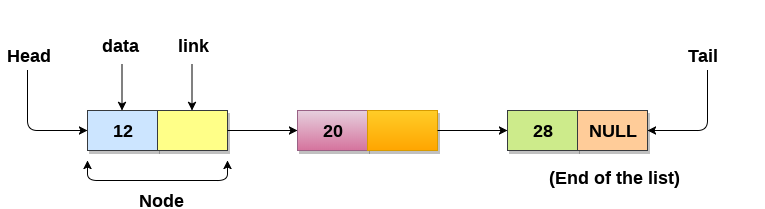 data link
Head Tail
12 20 28 NULL
(End of the list)
Node